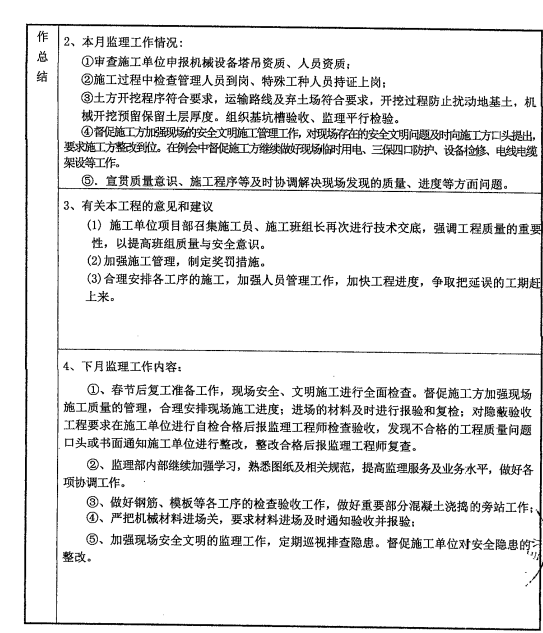 作
总
结
2、本月监理工作情况：
①审查施工单位申报机械设备塔吊资质、人员资质；
②施工过程中检查管理人员到岗、特殊工种人员持证上岗；
③土方开挖程序符合要求，运输路线及弃土场符合要求，开挖过程防止扰动地基土，机
械开挖预留保留土层厚度。组织基坑槽验收、监理平行检验。
④督促施工方加强现场的安全文明施工管理工作，对现场存在的安全文明问题及时向施工方口头提出，
要求施工方整改到位。在例会中督促施工方继续做好现场临时用电、三保四口防护、设备检修、电线电缆
架设等工作。
⑤．宣贯质量意识、施工程序等及时协调解决现场发现的质量、进度等方面问题。
3、有关本工程的意见和建议
(1) 施工单位项目部召集施工员、施工班组长再次进行技术交底，强调工程质量的重要
性，以提高班组质量与安全意识。
(2)加强施工管理，制定奖罚措施。
(3)合理安排各工序的施工，加强人员管理工作，加快工程进度，争取把延误的工期赶
上来。
4、下月监理工作内容：
①、春节后复工准备工作，现场安全、文明施工进行全面检查。督促施工方加强现场
施工质量的管理，合理安排现场施工进度；进场的材料及时进行报验和复检；对隐蔽验收
工程要求在施工单位进行自检合格后报监理工程师检查验收，发现不合格的工程质量问题
口头或书面通知施工单位进行整改，整改合格后报监理工程师复查。
②、监理部内部继续加强学习，熟悉图纸及相关规范，提高监理服务及业务水平，做好各
项协调工作。
③、做好钢筋、模板等各工序的检查验收工作，做好重要部分混凝土浇捣的旁站工作；
④、严把机械材料进场关，要求材料进场及时通知验收并报验；
⑤、加强现场安全文明的监理工作，定期巡视排查隐患。督促施工单位对安全隐患的
整改。